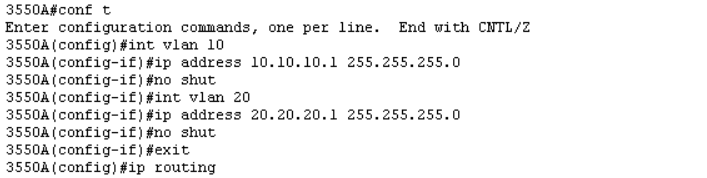 3550A#conf t
Enter configuration commands, one per line.  End with CNTL/Z
3550A(config)#int vlan 10
3550A(config-if)#ip address 10.10.10.1 255.255.255.0
3550A(config-if)#no shut
3550A(config-if)#int vlan 20
3550A(config-if)#ip address 20.20.20.1 255.255.255.0
3550A(config-if)#no shut
3550A(config-if)#exit
3550A(config)#ip routing